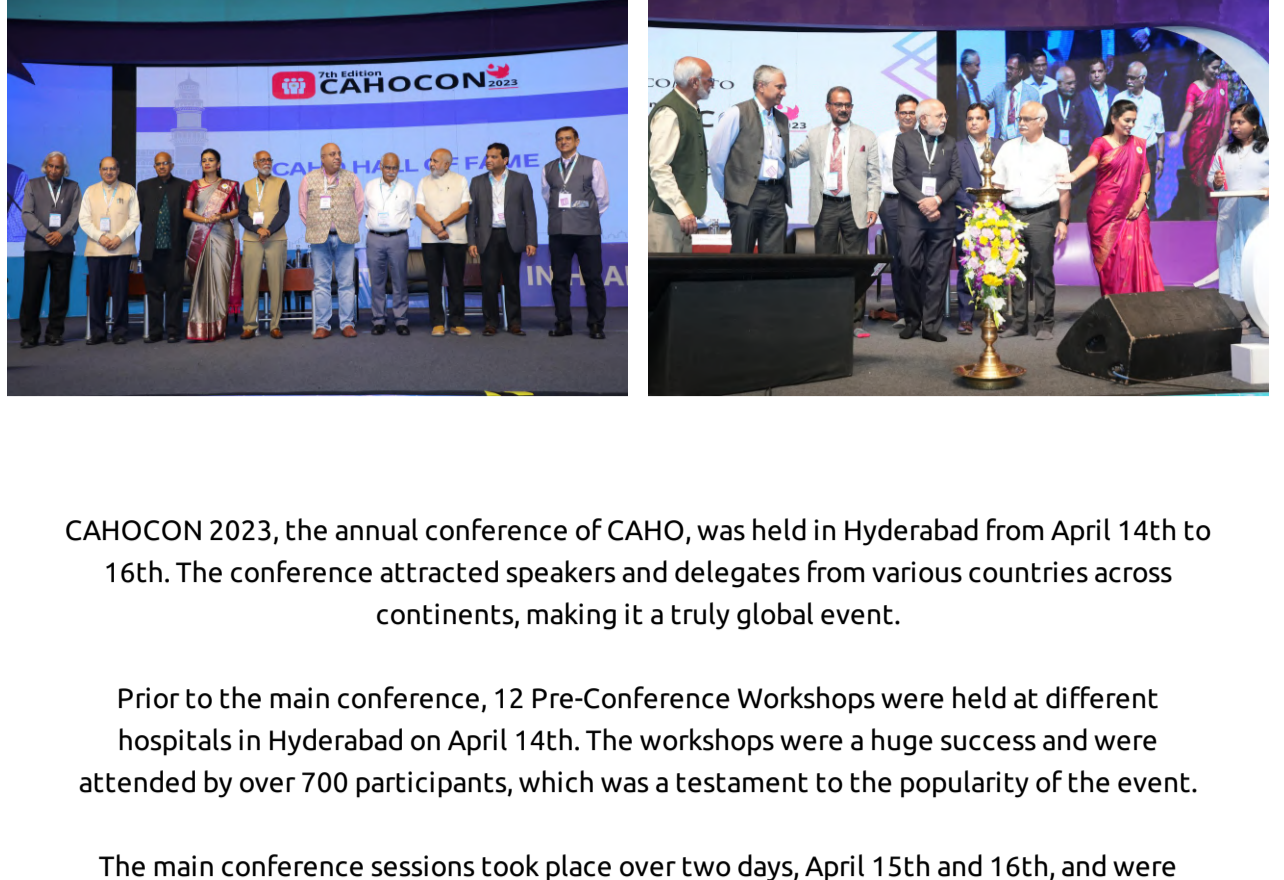 7th Edition
CAHOCON
2023
CAHO HALL OF FAME
IN HEAL
2023
CAHOCON 2023, the annual conference of CAHO, was held in Hyderabad from April 14th to
16th. The conference attracted speakers and delegates from various countries across
continents, making it a truly global event.
Prior to the main conference, 12 Pre-Conference Workshops were held at different
hospitals in Hyderabad on April 14th. The workshops were a huge success and were
attended by over 700 participants, which was a testament to the popularity of the event.
The main conference sessions took place over two days, April 15th and 16th, and were